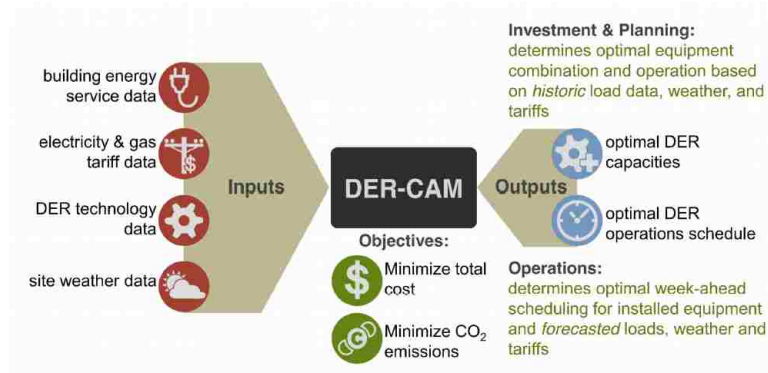 building energy
service data
electricity & gas
tariff data
DER technology
data
site weather data
Inputs
DER-CAM
Objectives:
Minimize total
cost
Minimize CO₂
emissions
Outputs
Investment & Planning:
determines optimal equipment
combination and operation based
on historic load data, weather, and
tariffs
optimal DER
capacities
optimal DER
operations schedule
Operations:
determines optimal week-ahead
scheduling for installed equipment
and forecasted loads, weather and
tariffs